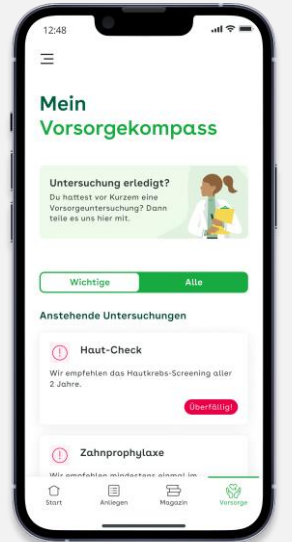 12:48
Mein
Vorsorgekompass
Untersuchung erledigt?
Du hattest vor Kurzem eine
Vorsorgeuntersuchung? Dann
teile es uns hier mit.
Wichtige
Alle
Anstehende Untersuchungen
Haut-Check
Wir empfehlen das Hautkrebs-Screening aller
2 Jahre.
Überfällig!
Zahnprophylaxe
Wir empfehlen mindestens einmal im
Start
Anliegen
Magazin
Vorsorge